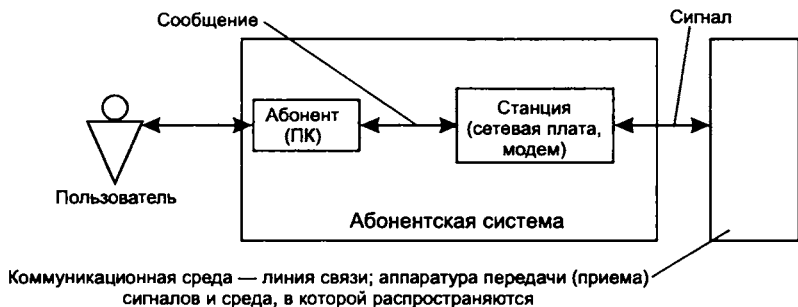 Сообщение
Сигнал
Абонент
(ПК)
Станция
(сетевая плата,
модем)
Пользователь
Абонентская система
Коммуникационная среда — линия связи; аппаратура передачи (приема)
сигналов и среда, в которой распространяются